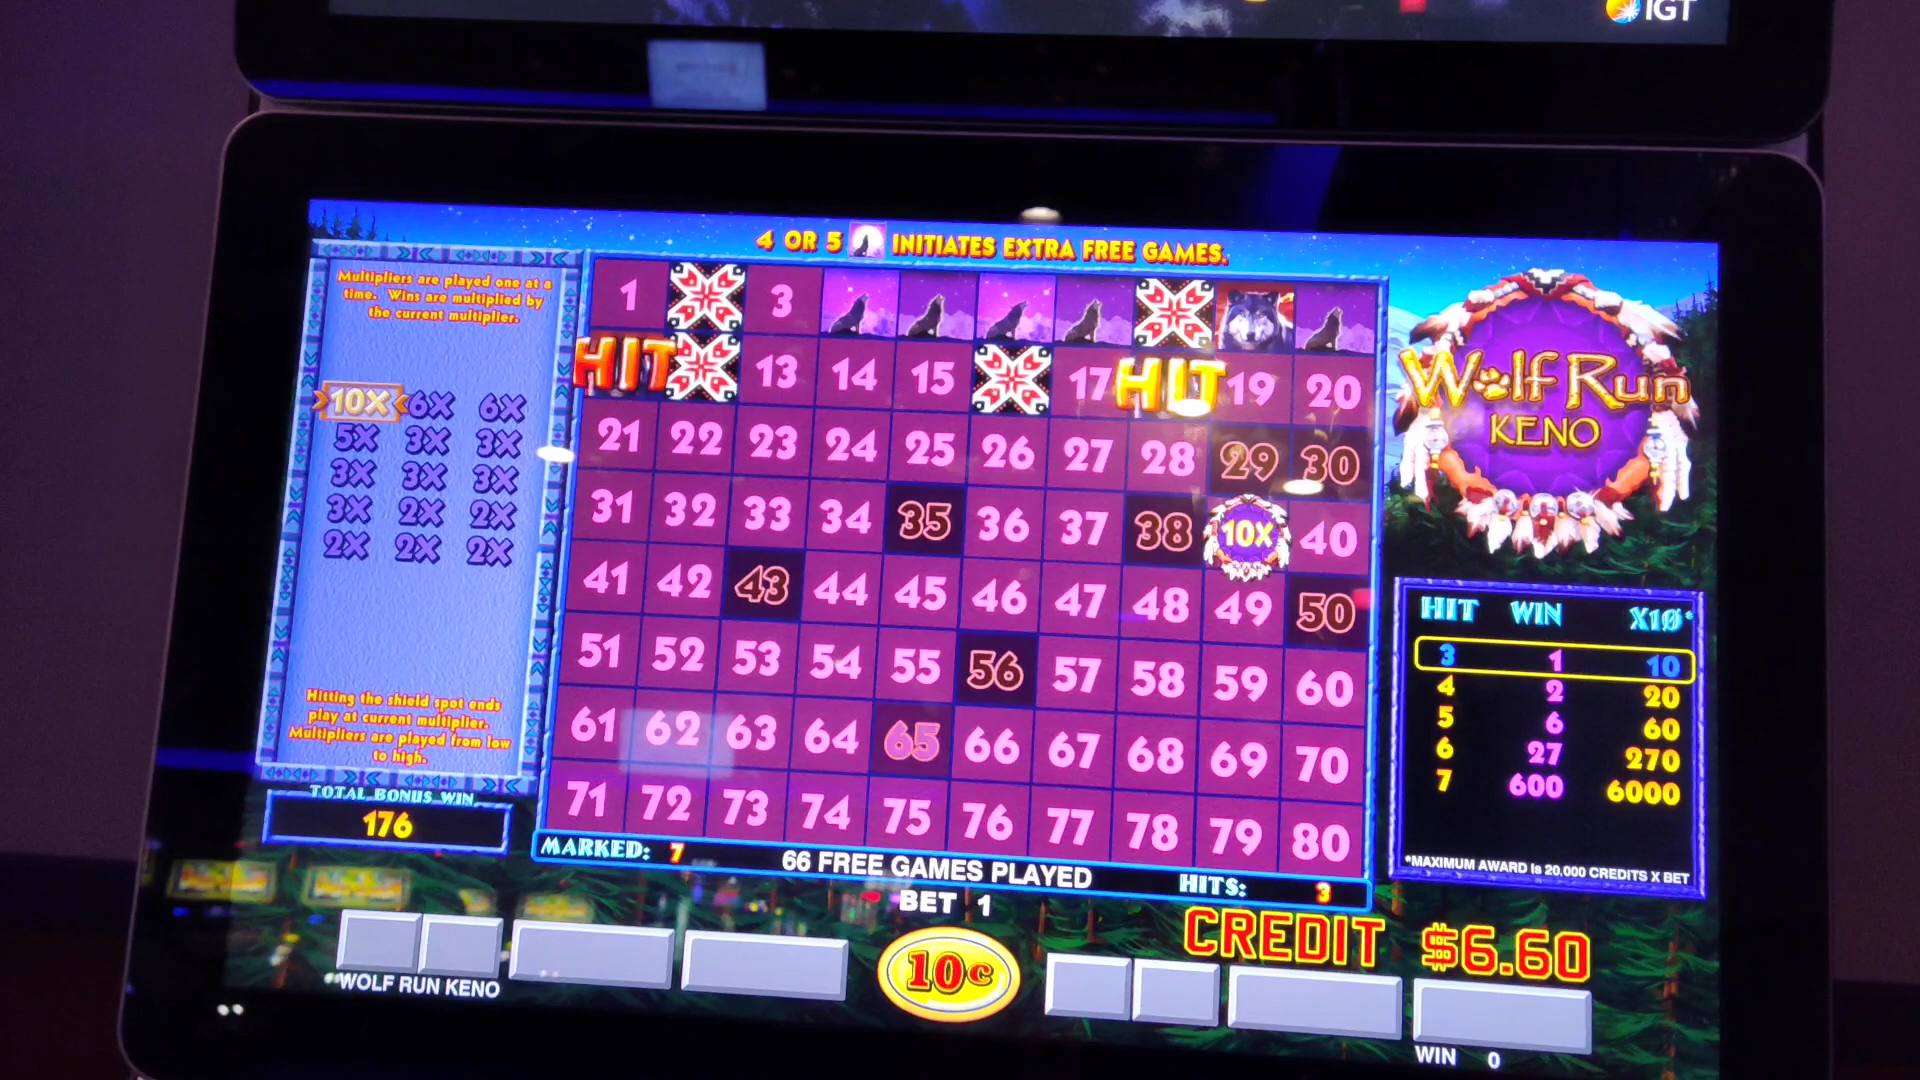 IGT
4 OR 5 INITIATES EXTRA FREE GAMES.
Multipliers are played one at a
time. Wins are multiplied by
the current multiplier.
10X 6X 6X
5X 3X 3X
3X 3X 3X
3X 2X 2X
2X 2X 2X
Hitting the shield spot ends
play at current multiplier.
Multipliers are played from low
to high.
TOTAL BONUS WIN
176
1 3
HIT 13 14 15 17 HIT 19 20
21 22 23 24 25 26 27 28 29 30
31 32 33 34 35 36 37 38 10X 40
41 42 43 44 45 46 47 48 49 50
51 52 53 54 55 56 57 58 59 60
61 62 63 64 65 66 67 68 69 70
71 72 73 74 75 76 77 78 79 80
MARKED: 7
66 FREE GAMES PLAYED
HITS: 3
BET 1
Wolf Run
KENO
HIT WIN X10*
3 1 10
4 2 20
5 6 60
6 27 270
7 600 6000
*MAXIMUM AWARD Is 20,000 CREDITS X BET
CREDIT $6.60
10¢
WOLF RUN KENO
WIN 0